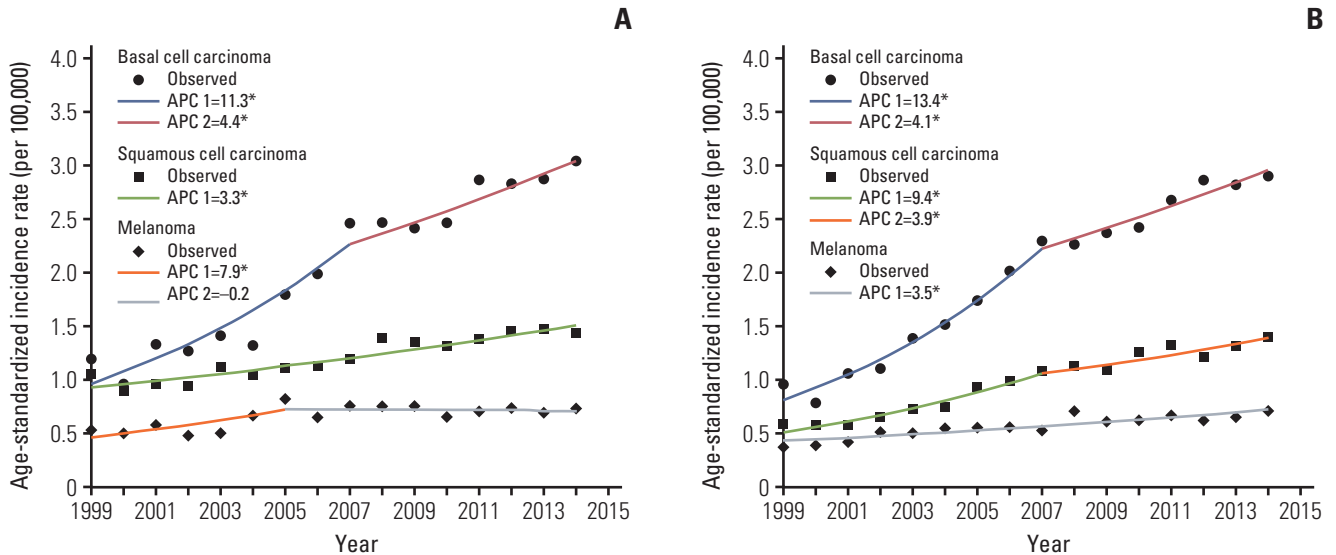 A
Age-standardized incidence rate (per 100,000)
4.0
3.5
3.0
2.5
2.0
1.5
1.0
0.5
0
Basal cell carcinoma
Observed
APC 1=11.3*
APC 2=4.4*
Squamous cell carcinoma
Observed
APC 1=3.3*
Melanoma
Observed
APC 1=7.9*
APC 2=–0.2
1999 2001 2003 2005 2007 2009 2011 2013 2015
Year
B
Age-standardized incidence rate (per 100,000)
4.0
3.5
3.0
2.5
2.0
1.5
1.0
0.5
0
Basal cell carcinoma
Observed
APC 1=13.4*
APC 2=4.1*
Squamous cell carcinoma
Observed
APC 1=9.4*
APC 2=3.9*
Melanoma
Observed
APC 1=3.5*
1999 2001 2003 2005 2007 2009 2011 2013 2015
Year